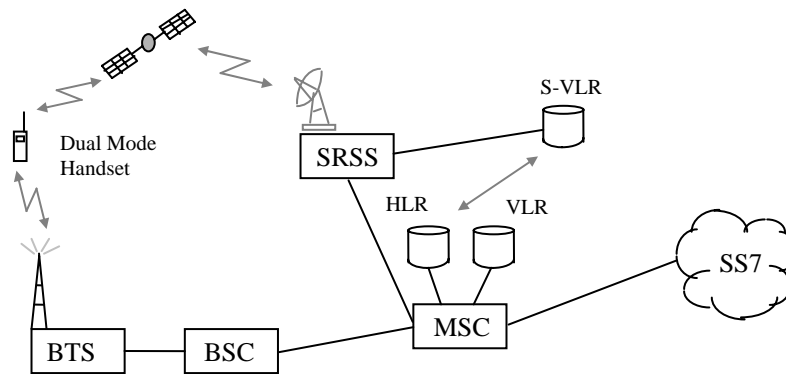 S-VLR
Dual Mode
Handset
SRSS
HLR
VLR
SS7
MSC
BTS
BSC